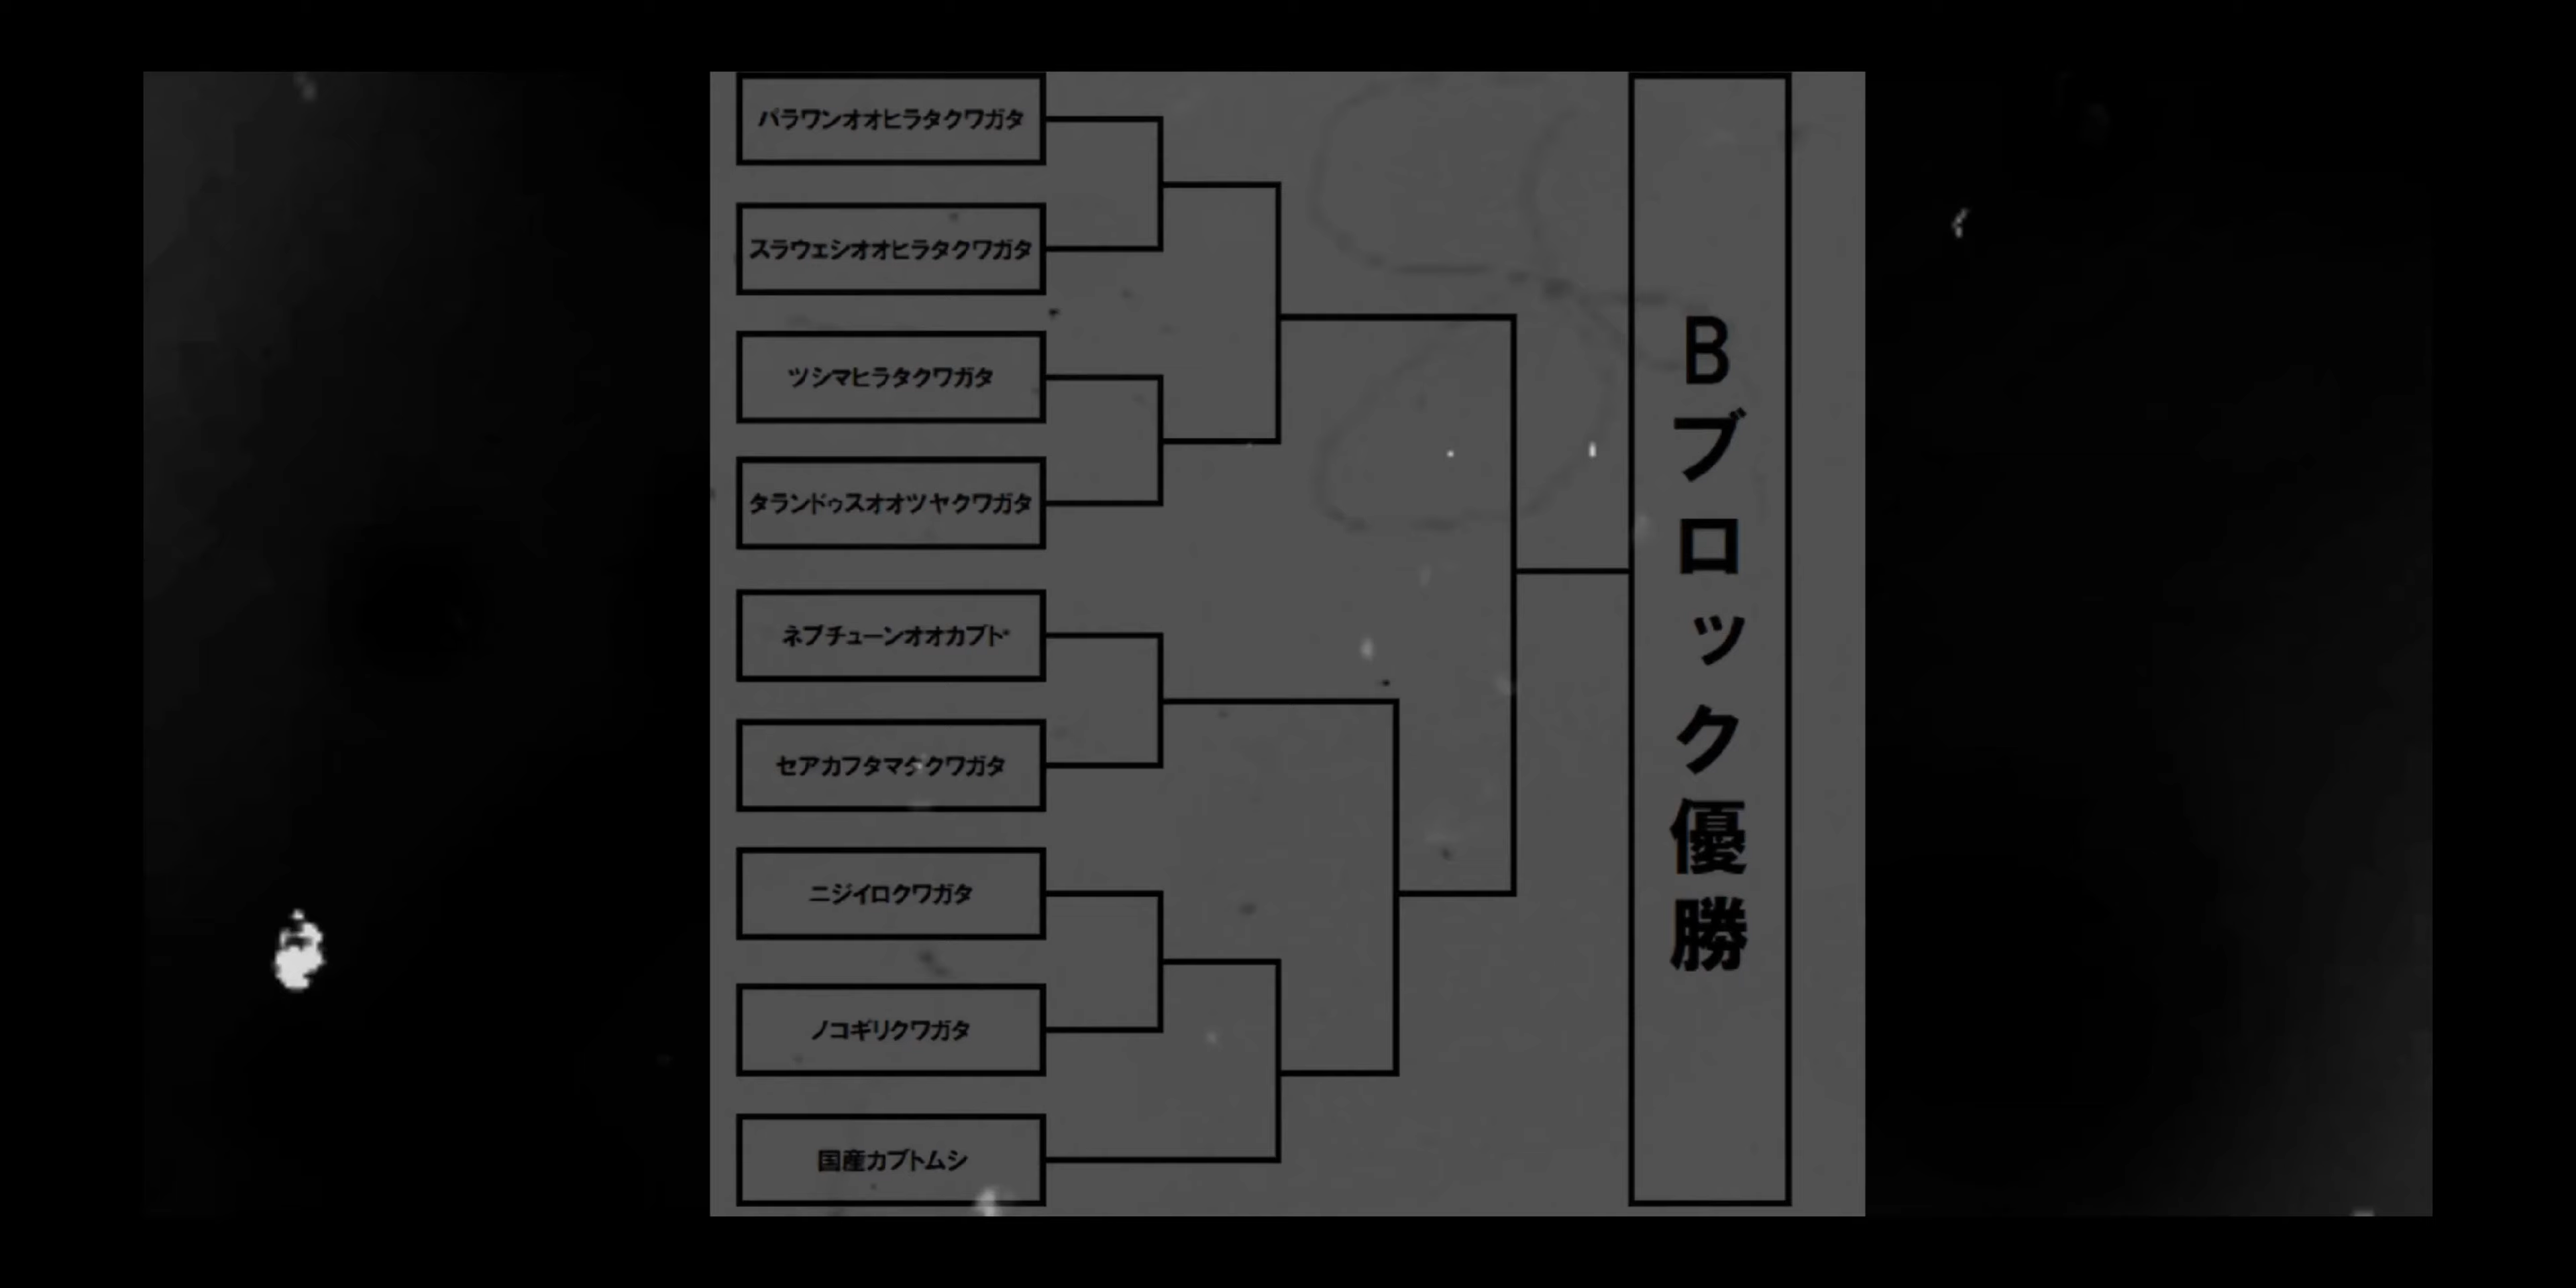 パラワンオオヒラタクワガタ
スラウェシオオヒラタクワガタ
ツシマヒラタクワガタ
タランドゥスオオツヤクワガタ
ネプチューンオオカブト
セアカフタマタクワガタ
ニジイロクワガタ
ノコギリクワガタ
国産カブトムシ
Bブロック優勝